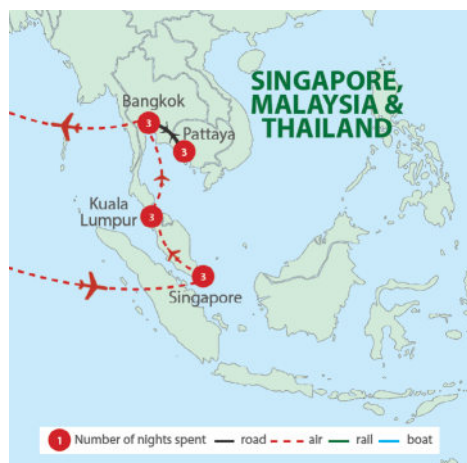 SINGAPORE,
MALAYSIA &
THAILAND
Bangkok
3
Pattaya
3
Kuala
Lumpur
3
3
Singapore
1 Number of nights spent road air rail boat